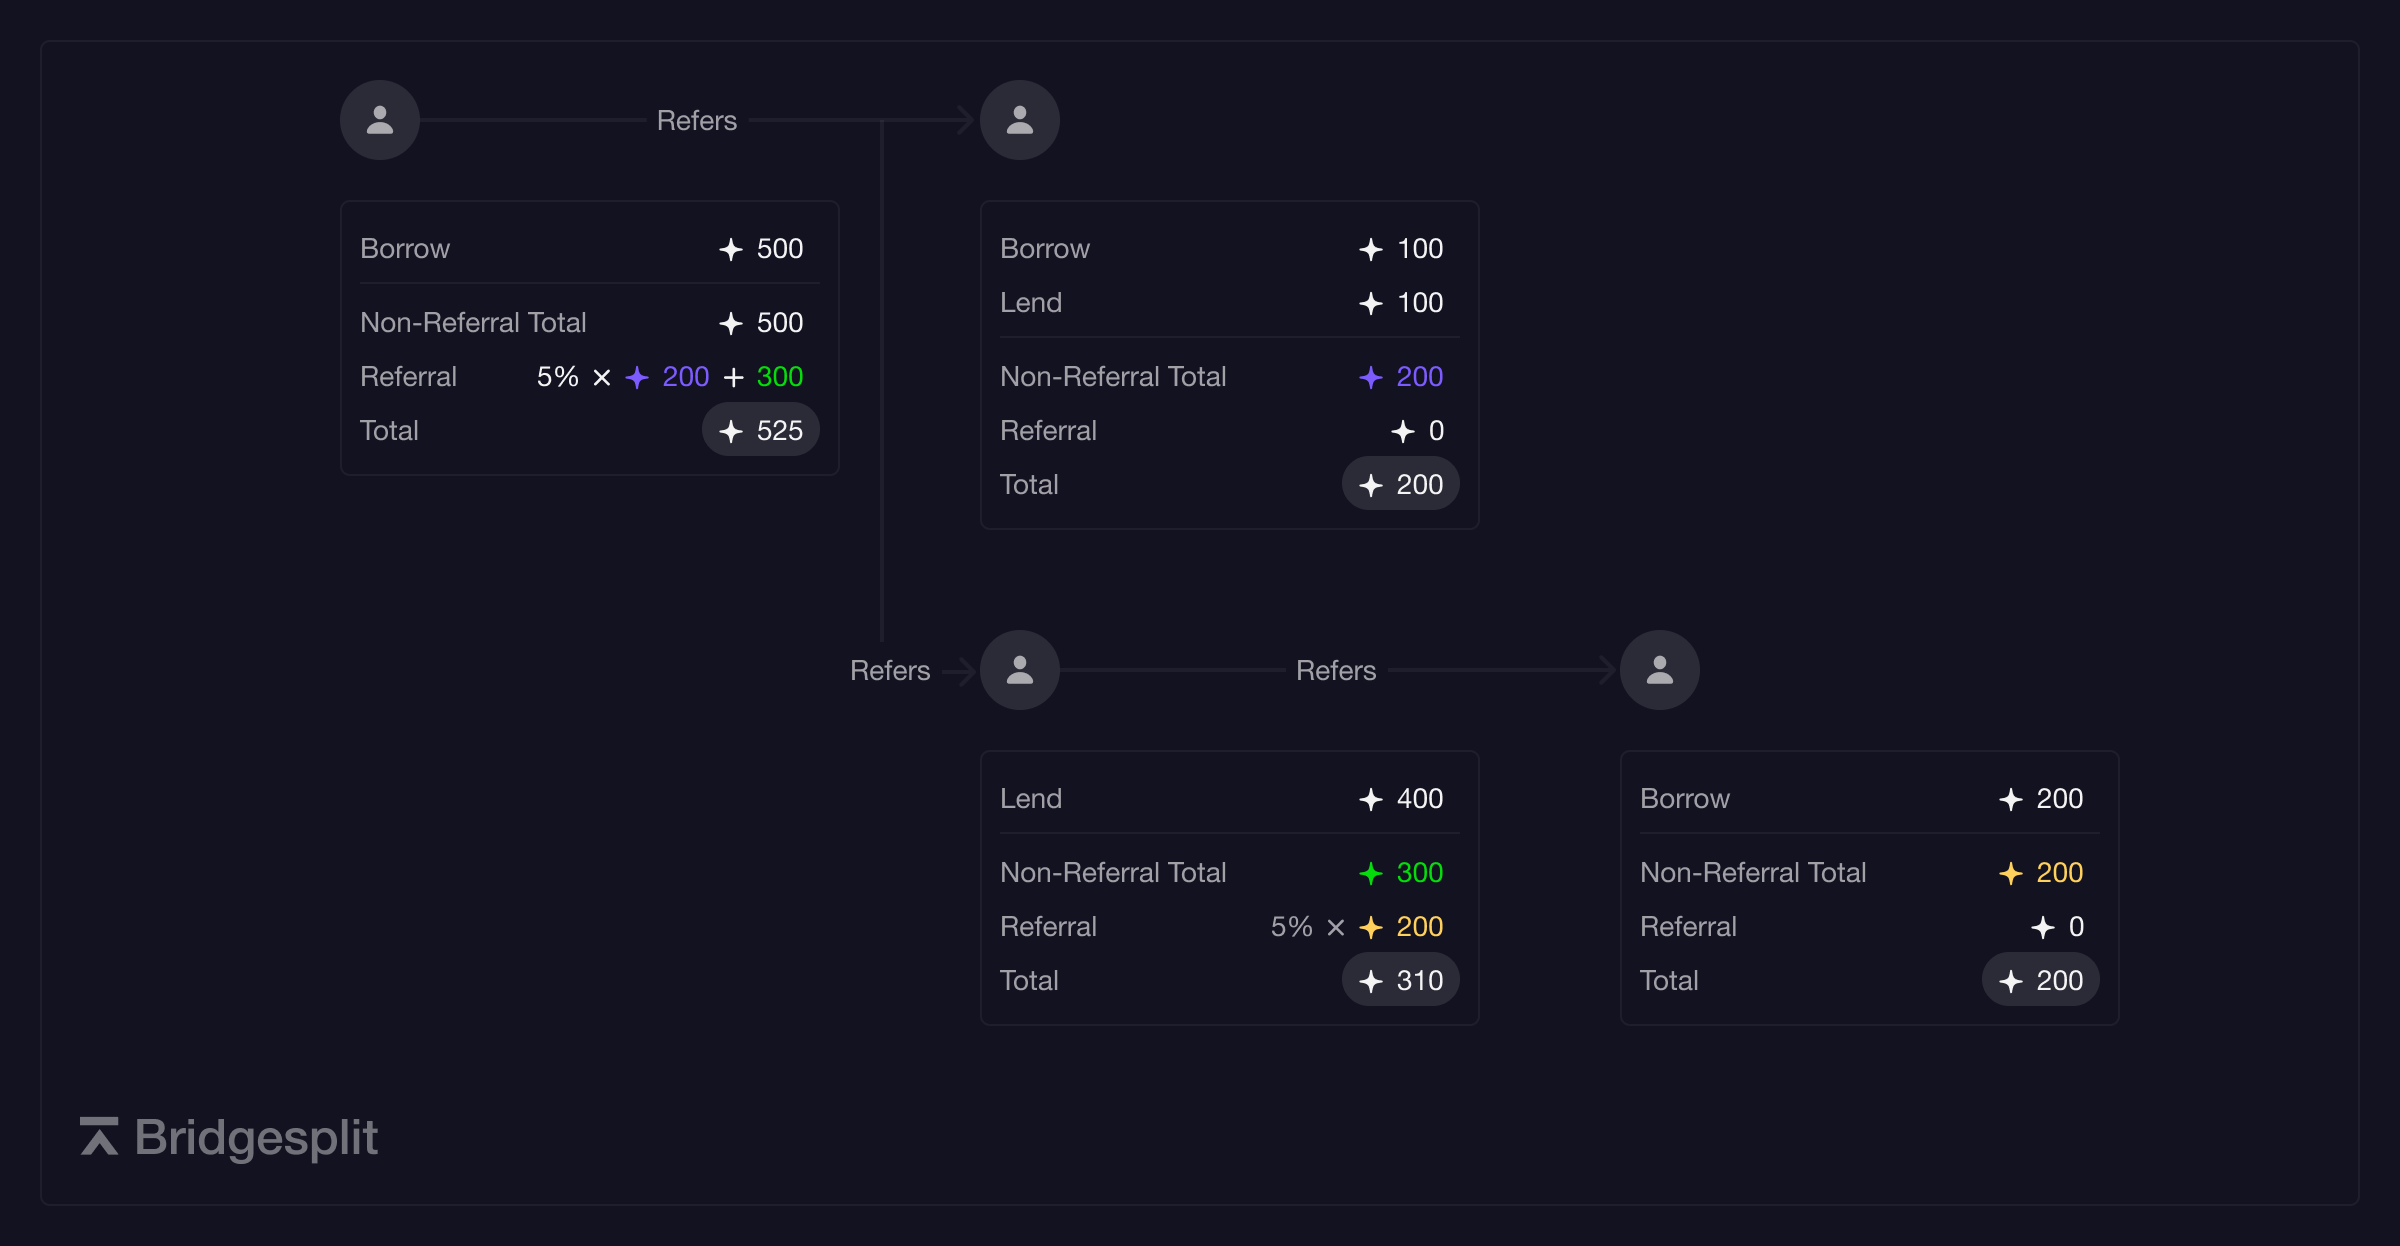 Refers
Borrow 500
Non-Referral Total 500
Referral 5% × 200 + 300
Total 525
Borrow 100
Lend 100
Non-Referral Total 200
Referral 0
Total 200
Refers
Refers
Lend 400
Non-Referral Total 300
Referral 5% × 200
Total 310
Borrow 200
Non-Referral Total 200
Referral 0
Total 200
Bridgesplit